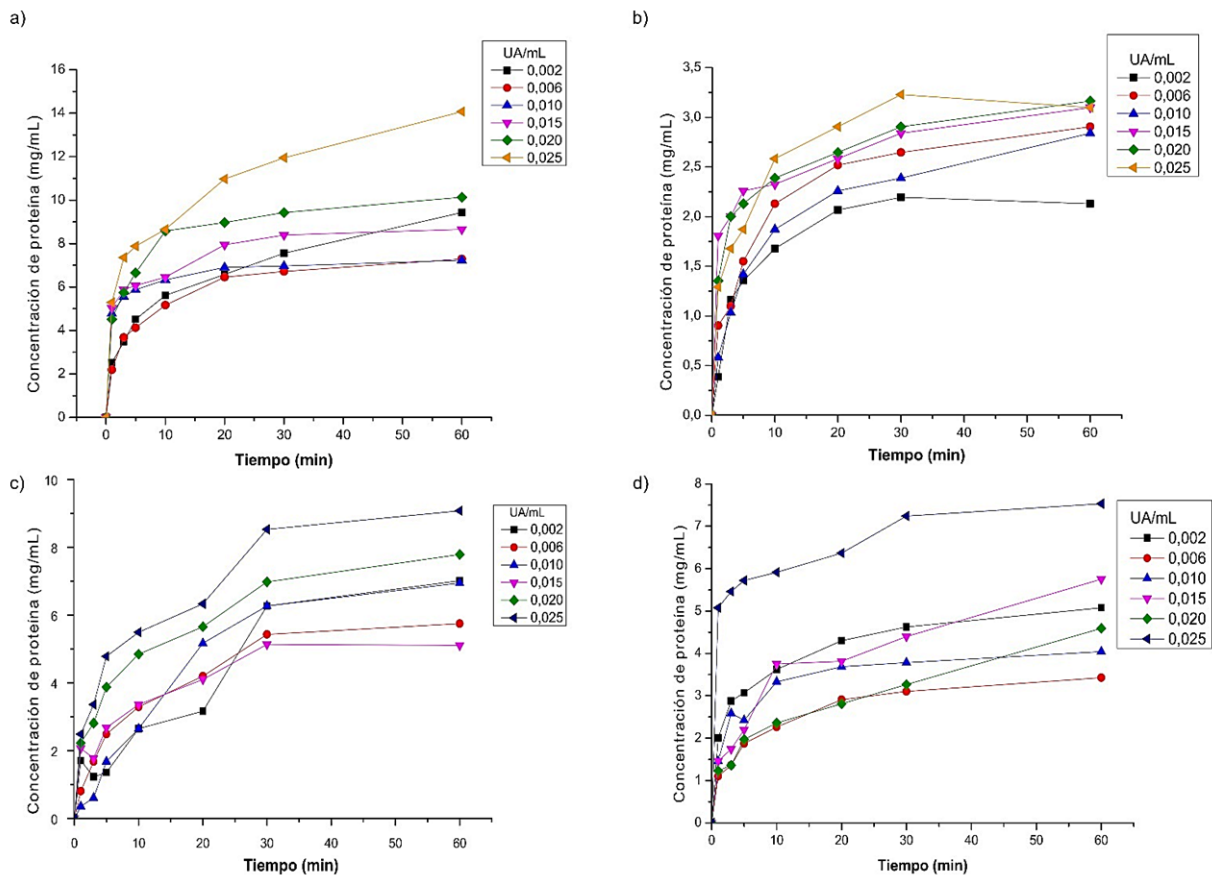 a)
Concentración de proteína (mg/mL)
16
14
12
10
8
6
4
2
0
0 10 20 30 40 50 60
Tiempo (min)
UA/mL
0,002
0,006
0,010
0,015
0,020
0,025
b)
Concentración de proteína (mg/mL)
3,5
3,0
2,5
2,0
1,5
1,0
0,5
0,0
0 10 20 30 40 50 60
Tiempo (min)
UA/mL
0,002
0,006
0,010
0,015
0,020
0,025
c)
Concentración de proteína (mg/mL)
10
8
6
4
2
0
0 10 20 30 40 50 60
Tiempo (min)
UA/mL
0,002
0,006
0,010
0,015
0,020
0,025
d)
Concentración de proteína (mg/mL)
8
7
6
5
4
3
2
1
0
0 10 20 30 40 50 60
Tiempo (min)
UA/mL
0,002
0,006
0,010
0,015
0,020
0,025